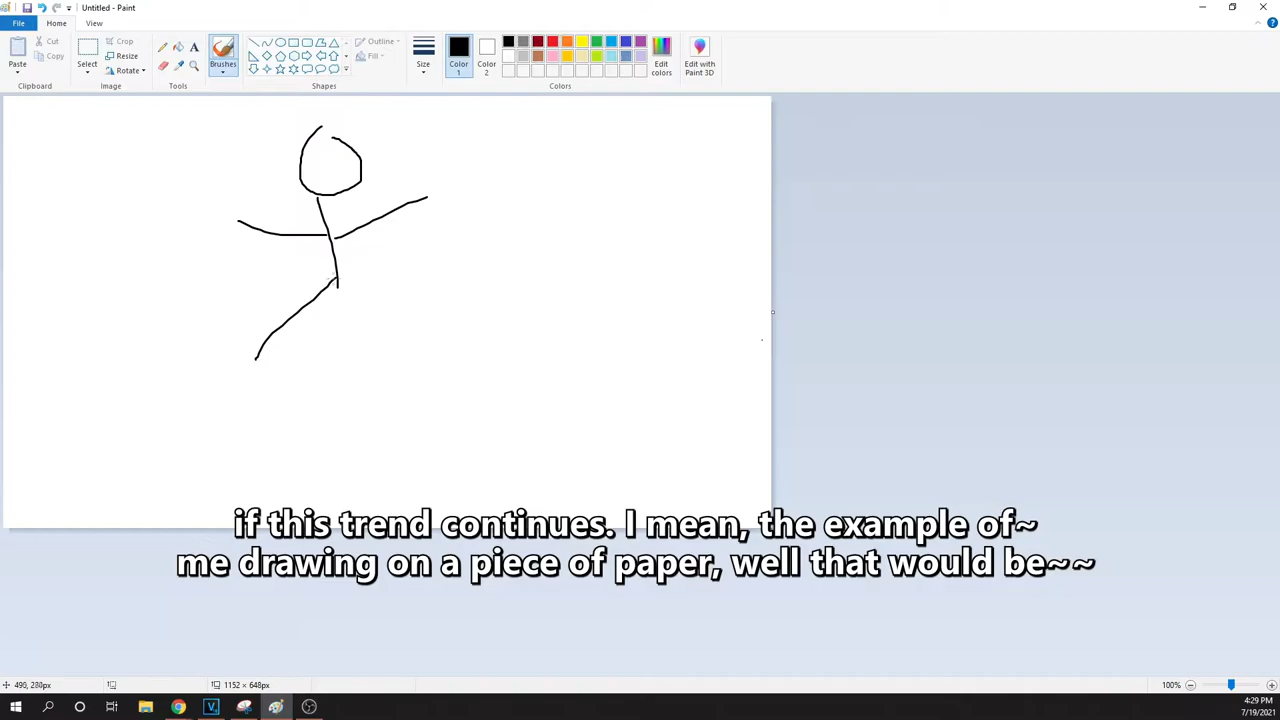 Untitled - Paint
File Home View
Paste
Cut
Copy
Clipboard
Select
Crop
Resize
Rotate
Image
A
Tools
Brushes
Shapes
Outline
Fill
Size
Color 1
Color 2
Edit colors
Colors
Edit with Paint 3D
if this trend continues. I mean, the example of~
me drawing on a piece of paper, well that would be~~
490, 280px
1152 × 648px
100%
4:29 PM
7/19/2021